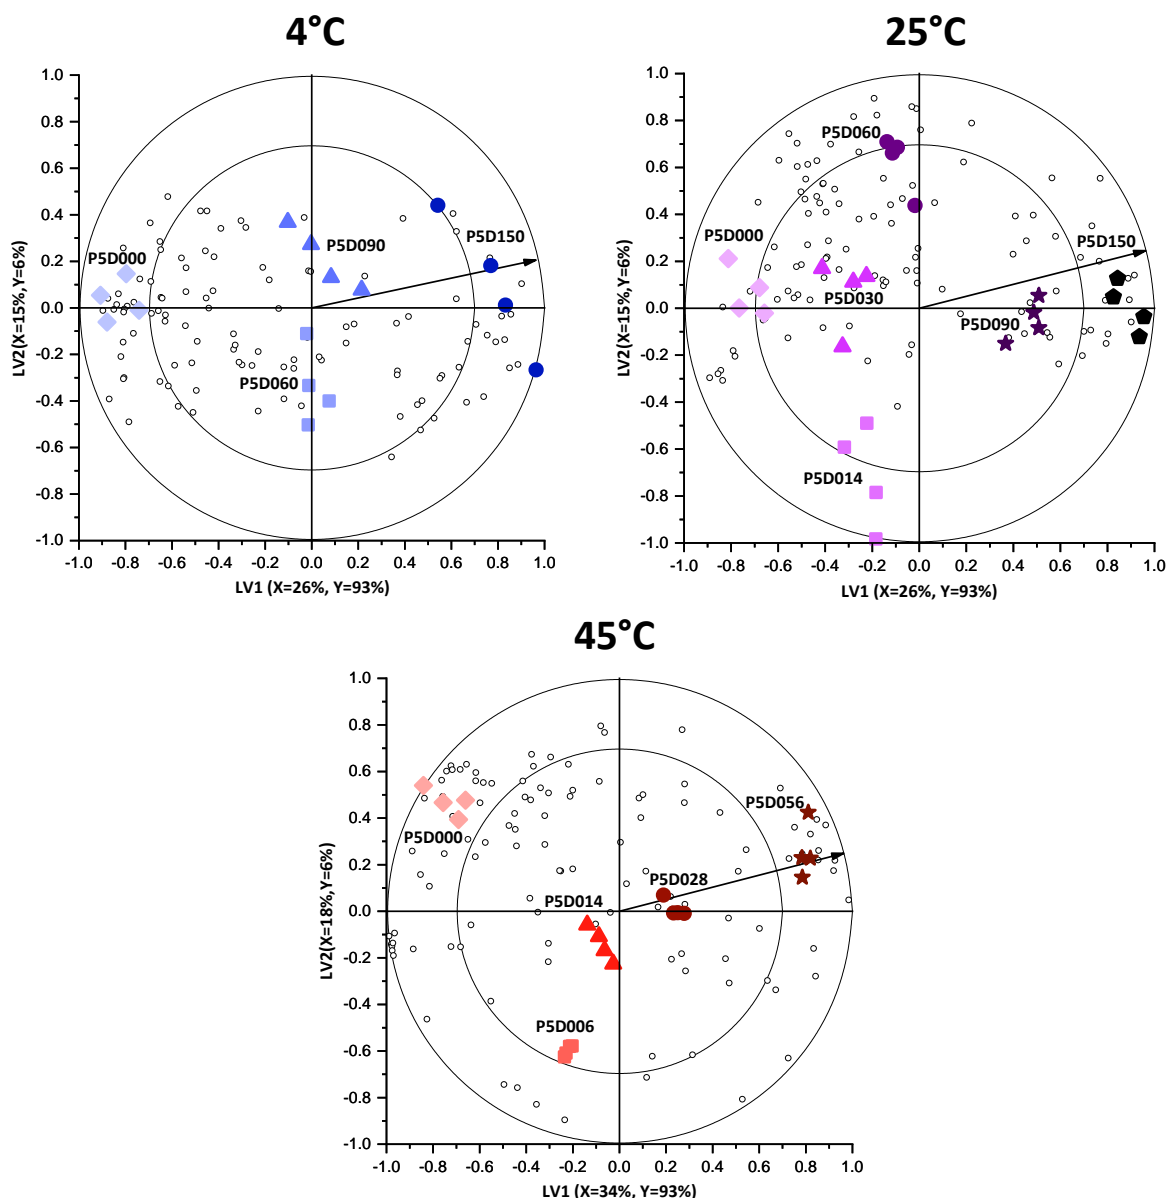 4°C
25°C
1.0
0.8
0.6
0.4
0.2
0.0
-0.2
-0.4
-0.6
-0.8
-1.0
LV2(X=15%,Y=6%)
P5D000
P5D090
P5D150
P5D060
-1.0 -0.8 -0.6 -0.4 -0.2 0.0 0.2 0.4 0.6 0.8 1.0
LV1 (X=26%, Y=93%)
1.0
0.8
0.6
0.4
0.2
0.0
-0.2
-0.4
-0.6
-0.8
-1.0
LV2(X=15%,Y=6%)
P5D060
P5D000
P5D150
P5D030
P5D090
P5D014
-1.0 -0.8 -0.6 -0.4 -0.2 0.0 0.2 0.4 0.6 0.8 1.0
LV1 (X=26%, Y=93%)
45°C
1.0
0.8
0.6
0.4
0.2
0.0
-0.2
-0.4
-0.6
-0.8
-1.0
LV2(X=18%,Y=6%)
P5D056
P5D000
P5D028
P5D014
P5D006
-1.0 -0.8 -0.6 -0.4 -0.2 0.0 0.2 0.4 0.6 0.8 1.0
LV1 (X=34%, Y=93%)